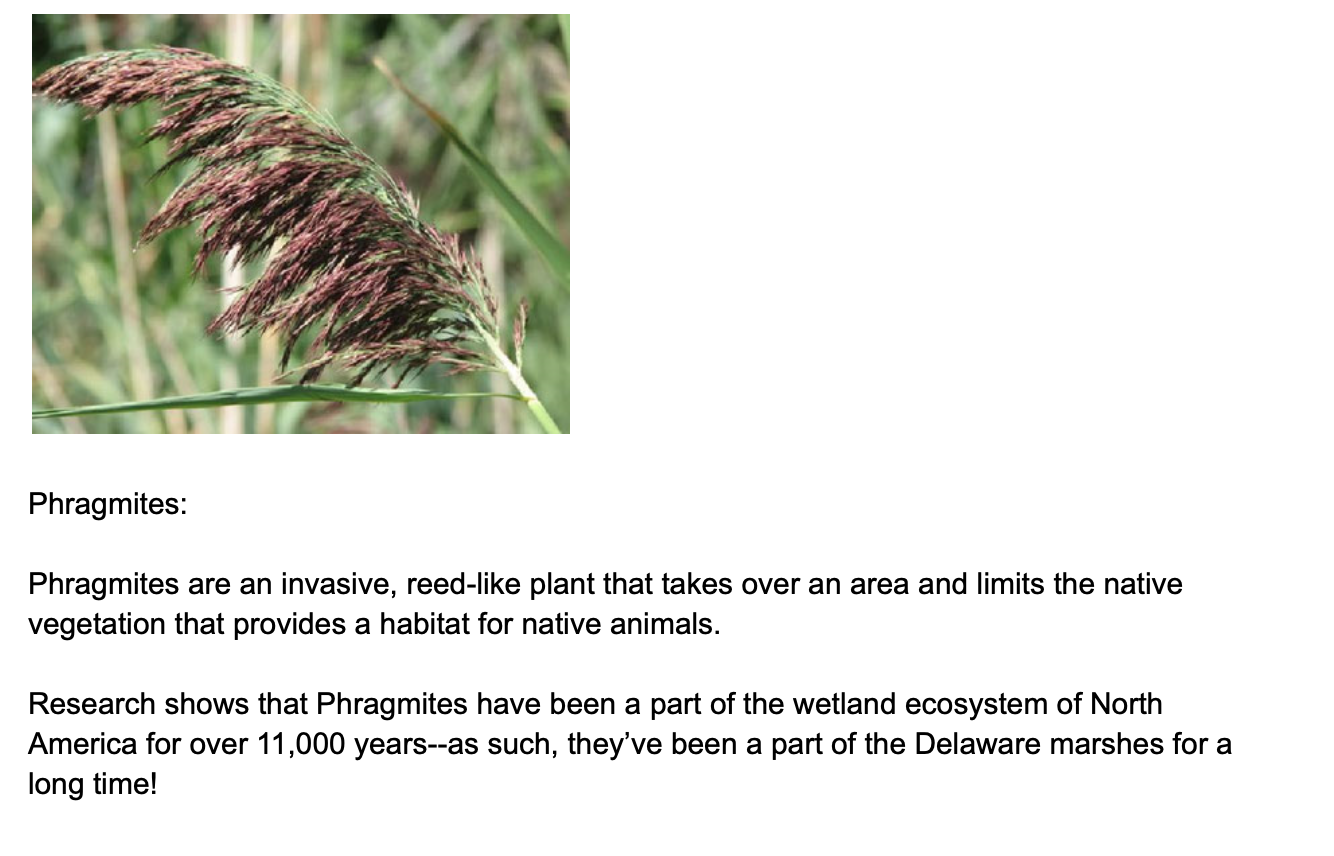 Phragmites:
Phragmites are an invasive, reed-like plant that takes over an area and limits the native
vegetation that provides a habitat for native animals.
Research shows that Phragmites have been a part of the wetland ecosystem of North
America for over 11,000 years--as such, they’ve been a part of the Delaware marshes for a
long time!